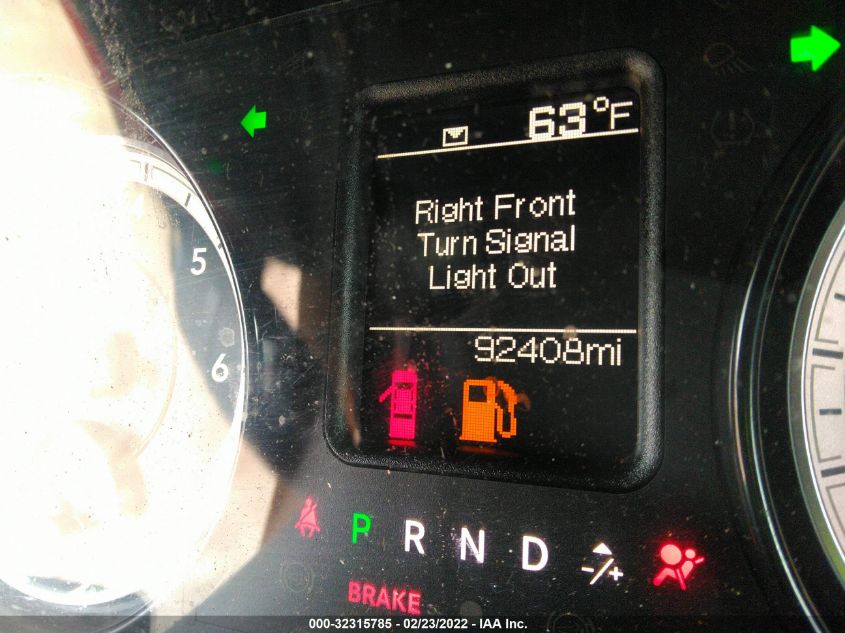 63°F
Right Front
Turn Signal
Light Out
92408mi
5
6
P R N D -/+
BRAKE
000-32315785 - 02/23/2022 - IAA Inc.